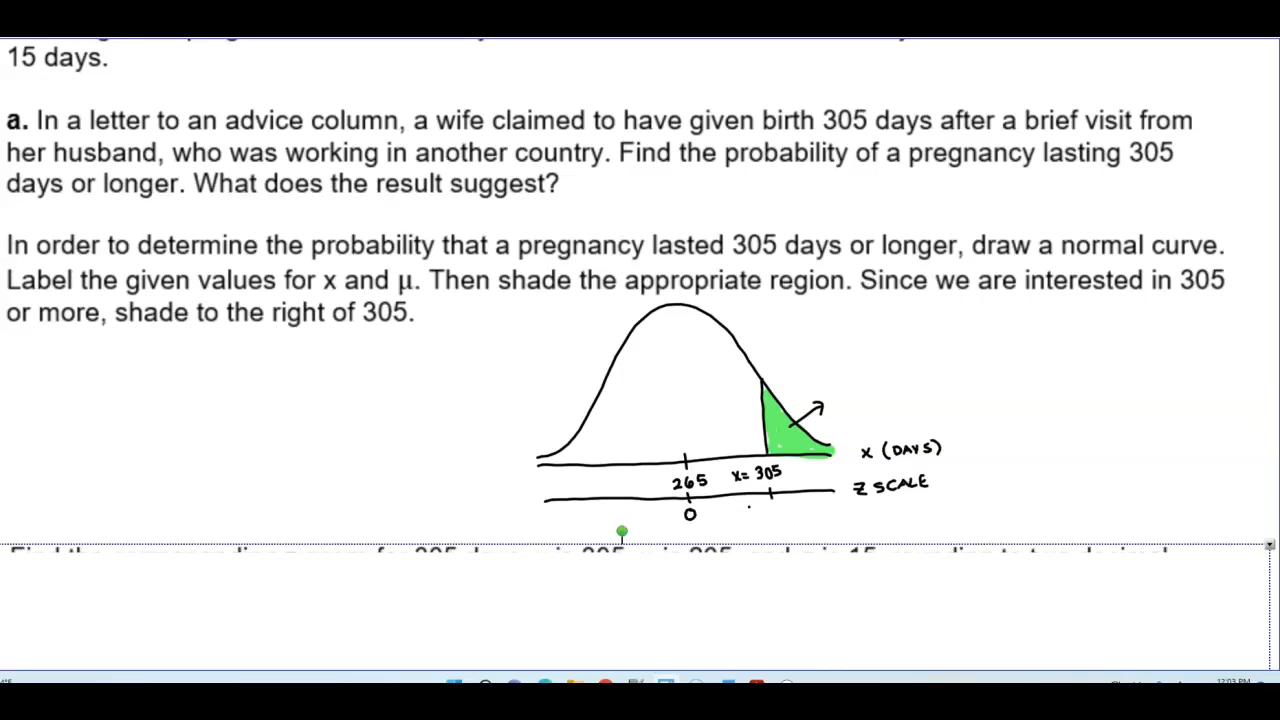 15 days.
a. In a letter to an advice column, a wife claimed to have given birth 305 days after a brief visit from
her husband, who was working in another country. Find the probability of a pregnancy lasting 305
days or longer. What does the result suggest?
In order to determine the probability that a pregnancy lasted 305 days or longer, draw a normal curve.
Label the given values for x and μ. Then shade the appropriate region. Since we are interested in 305
or more, shade to the right of 305.
X (DAYS)
265 X= 305
Z SCALE
0
12:03 PM